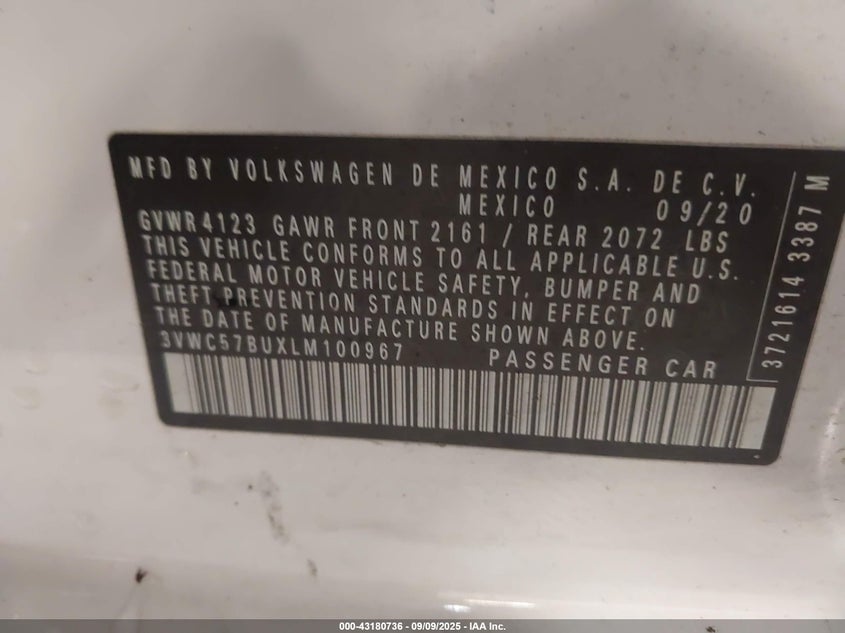 MFD BY VOLKSWAGEN DE MEXICO S.A. DE C.V.
MEXICO 09/20
GVWR 4123 GAWR FRONT 2161 / REAR 2072 LBS
THIS VEHICLE CONFORMS TO ALL APPLICABLE U.S.
FEDERAL MOTOR VEHICLE SAFETY, BUMPER AND
THEFT PREVENTION STANDARDS IN EFFECT ON
THE DATE OF MANUFACTURE SHOWN ABOVE.
3VWC57BUXLM100967 PASSENGER CAR
3721614 3387 M
000-43180736 - 09/09/2025 - IAA Inc.